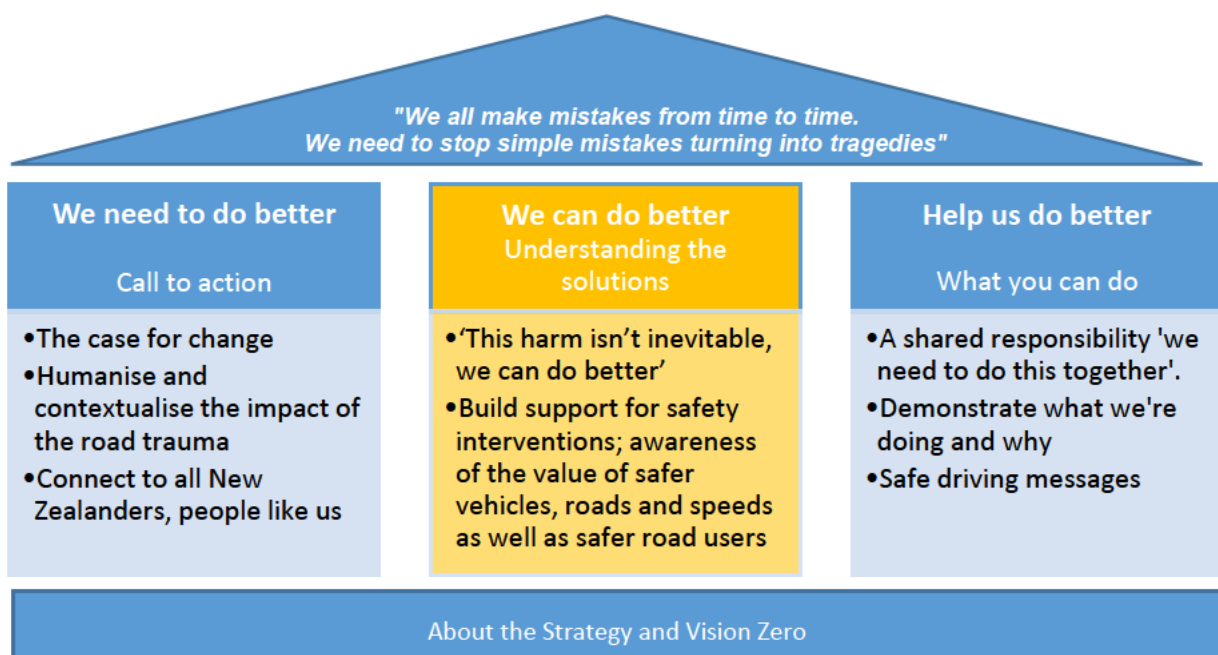 "We all make mistakes from time to time.
We need to stop simple mistakes turning into tragedies"
We need to do better
Call to action
•The case for change
•Humanise and
contextualise the impact of
the road trauma
•Connect to all New
Zealanders, people like us
We can do better
Understanding the
solutions
•‘This harm isn’t inevitable,
we can do better’
•Build support for safety
interventions; awareness
of the value of safer
vehicles, roads and speeds
as well as safer road users
Help us do better
What you can do
•A shared responsibility 'we
need to do this together'.
•Demonstrate what we're
doing and why
•Safe driving messages
About the Strategy and Vision Zero